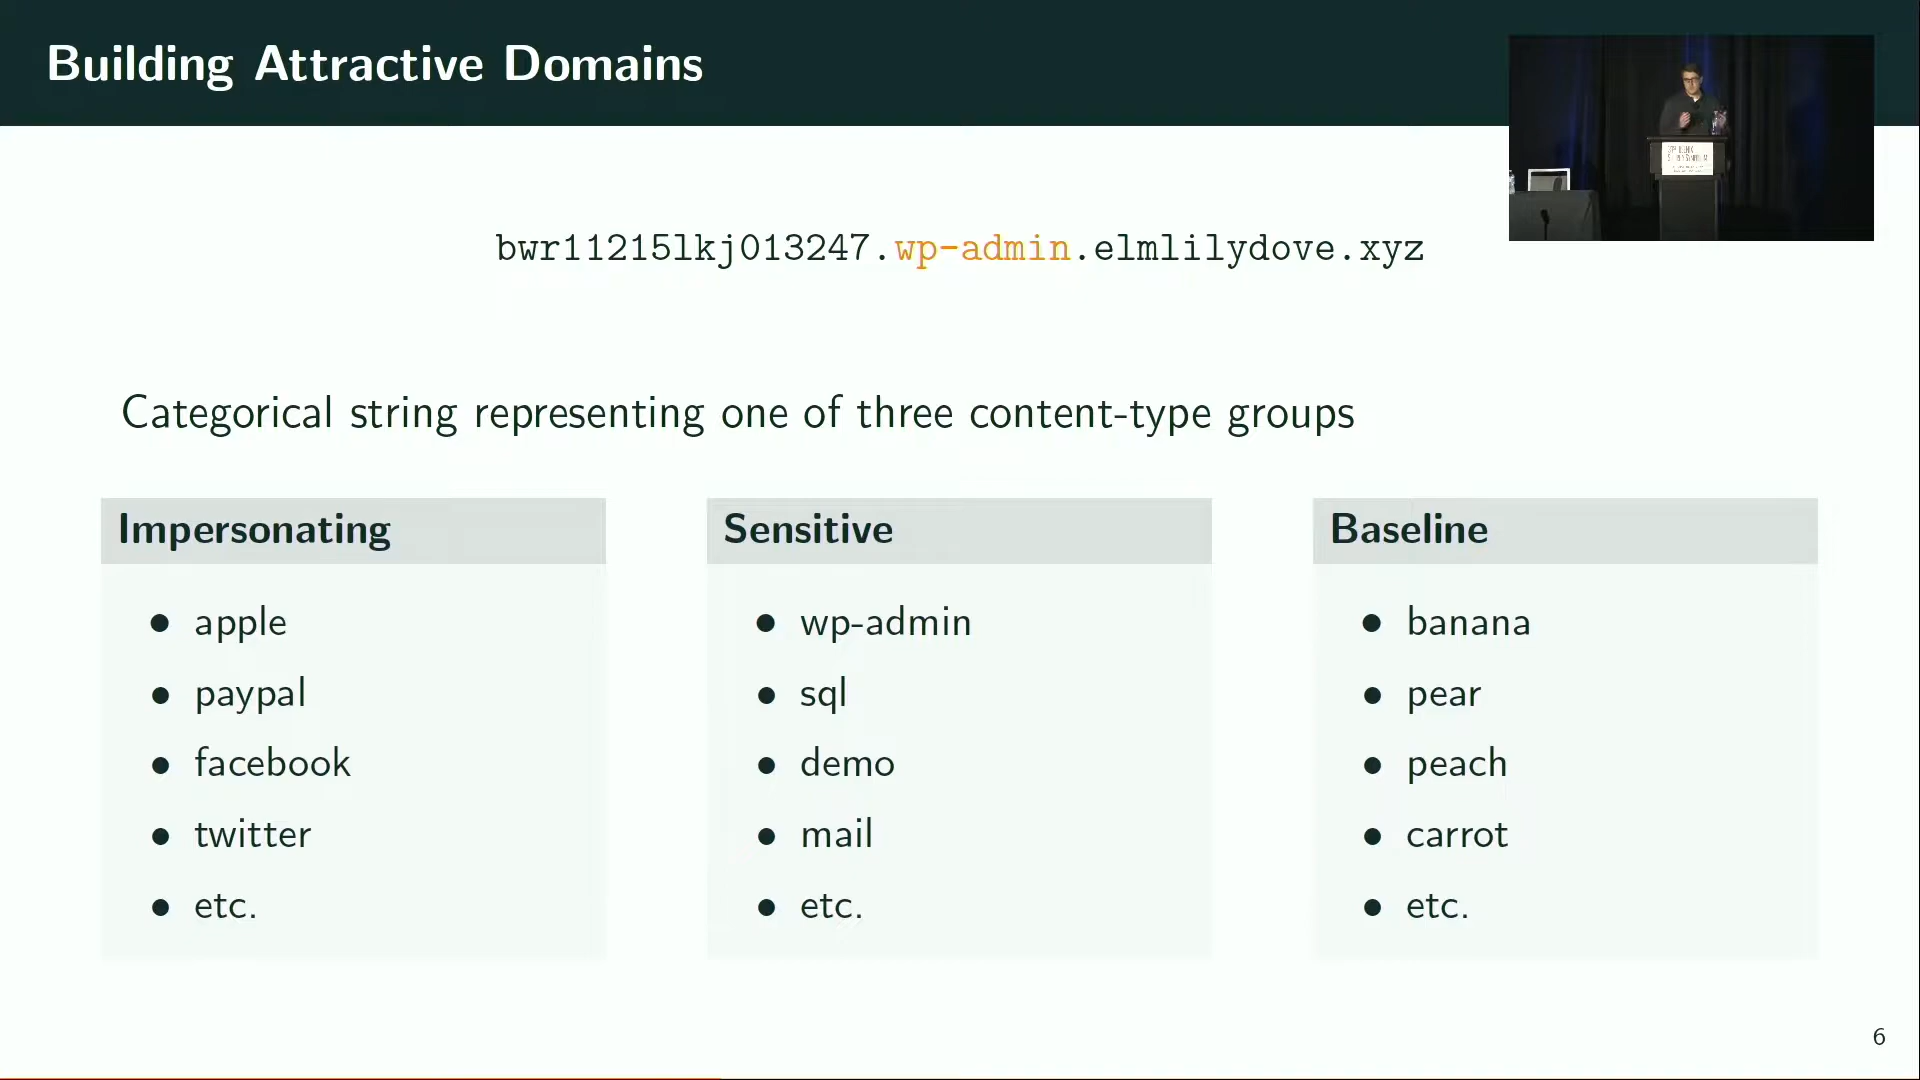 Building Attractive Domains
bwr11215lkj013247.wp-admin.elmlilydove.xyz
Categorical string representing one of three content-type groups
Impersonating
• apple
• paypal
• facebook
• twitter
• etc.
Sensitive
• wp-admin
• sql
• demo
• mail
• etc.
Baseline
• banana
• pear
• peach
• carrot
• etc.
6